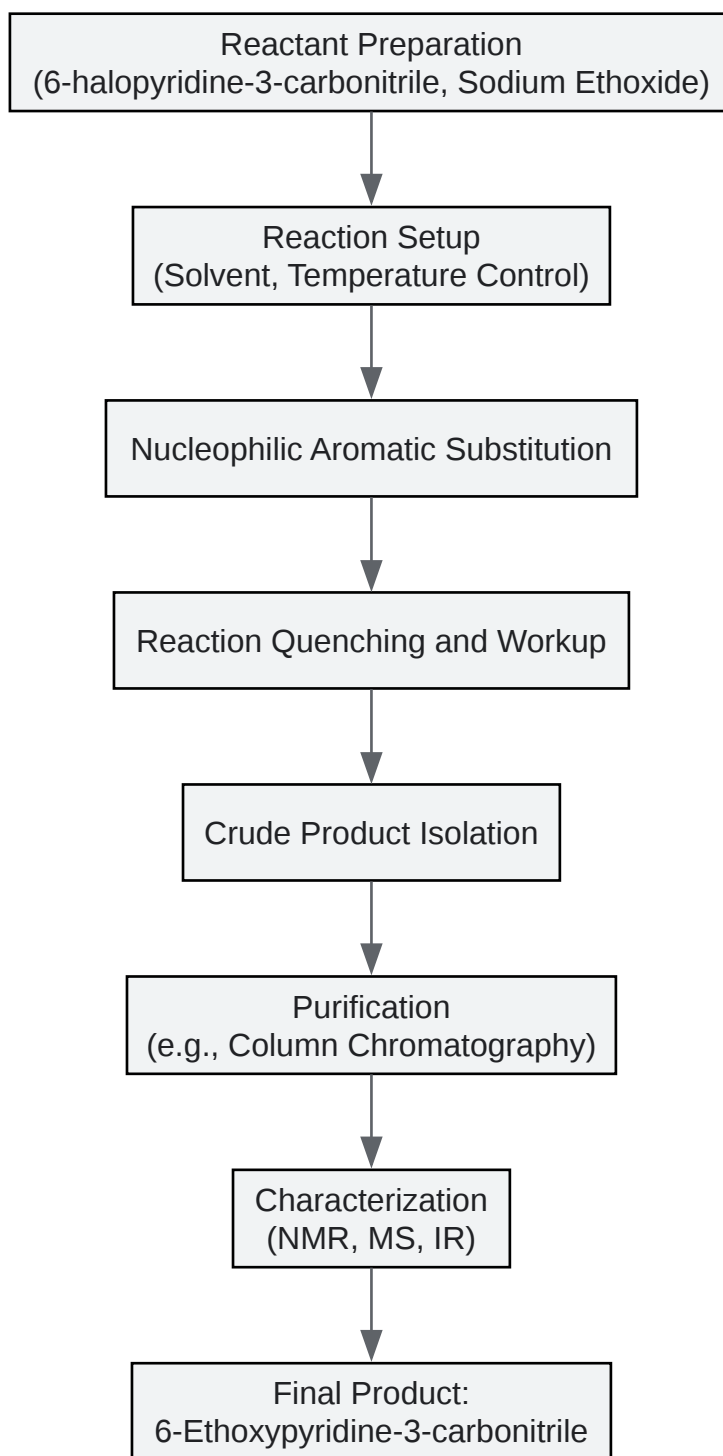 Reactant Preparation
(6-halopyridine-3-carbonitrile, Sodium Ethoxide)
Reaction Setup
(Solvent, Temperature Control)
Nucleophilic Aromatic Substitution
Reaction Quenching and Workup
Crude Product Isolation
Purification
(e.g., Column Chromatography)
Characterization
(NMR, MS, IR)
Final Product:
6-Ethoxypyridine-3-carbonitrile